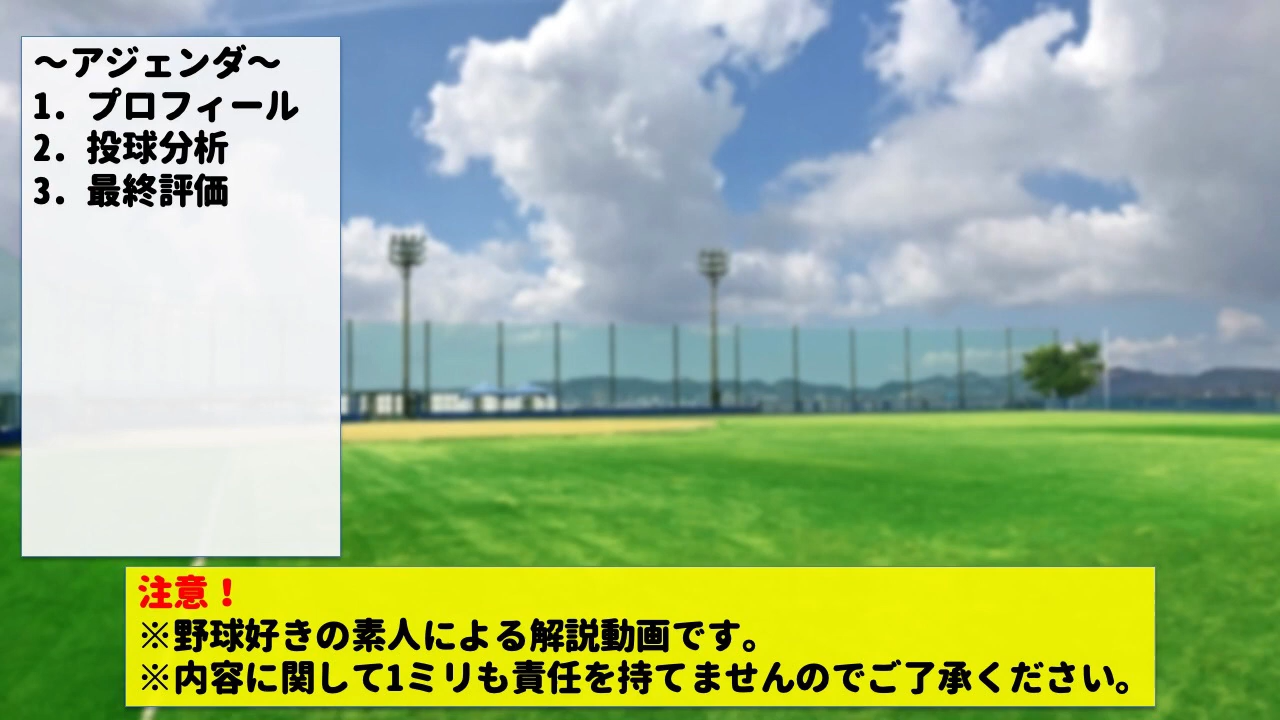 ～アジェンダ～
1．プロフィール
2．投球分析
3．最終評価
注意！
※野球好きの素人による解説動画です。
※内容に関して1ミリも責任を持てませんのでご了承ください。